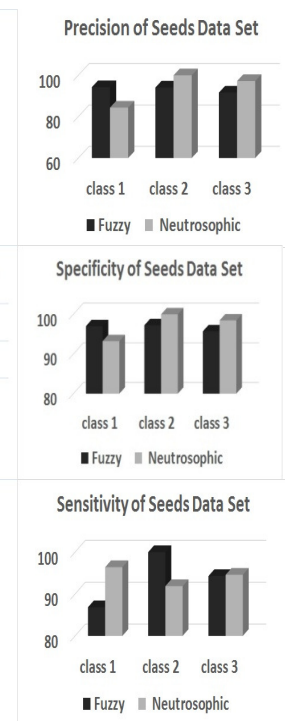 Precision of Seeds Data Set
100
80
60
class 1 class 2 class 3
Fuzzy Neutrosophic
Specificity of Seeds Data Set
100
90
80
class 1 class 2 class 3
Fuzzy Neutrosophic
Sensitivity of Seeds Data Set
100
90
80
class 1 class 2 class 3
Fuzzy Neutrosophic